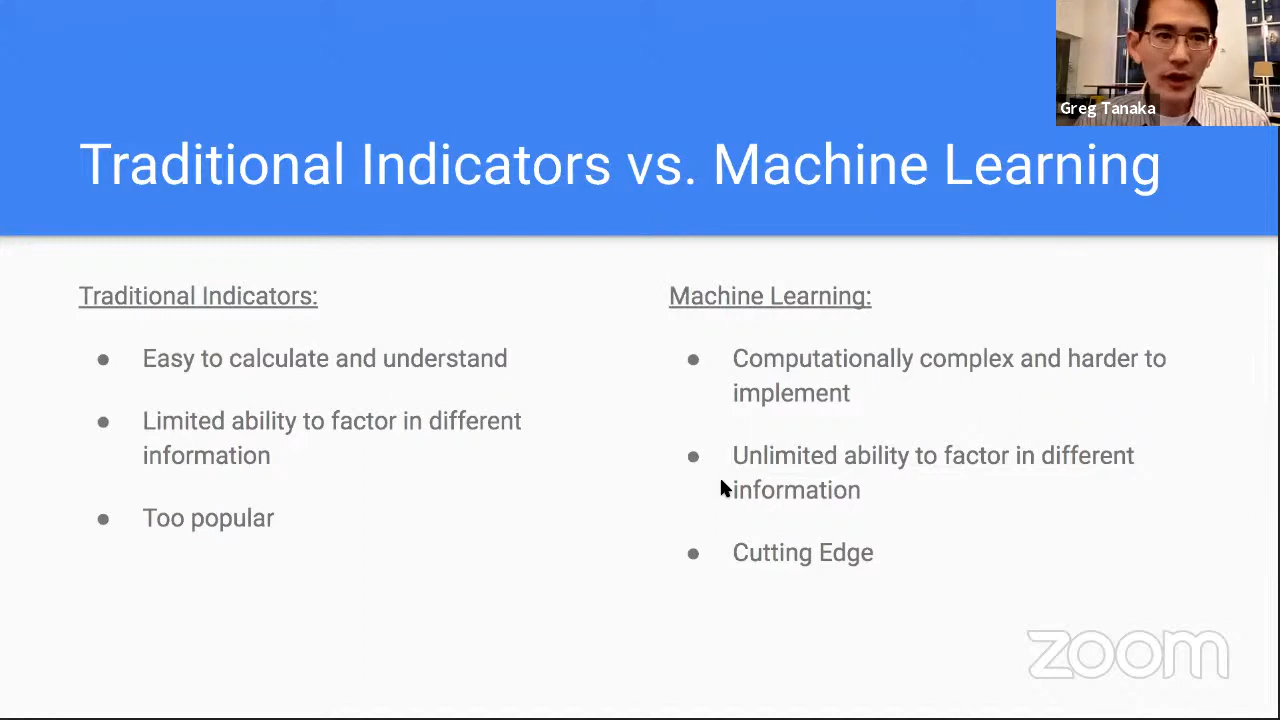 Greg Tanaka
Traditional Indicators vs. Machine Learning
Traditional Indicators:
● Easy to calculate and understand
● Limited ability to factor in different
information
● Too popular
Machine Learning:
● Computationally complex and harder to
implement
● Unlimited ability to factor in different
information
● Cutting Edge
zoom